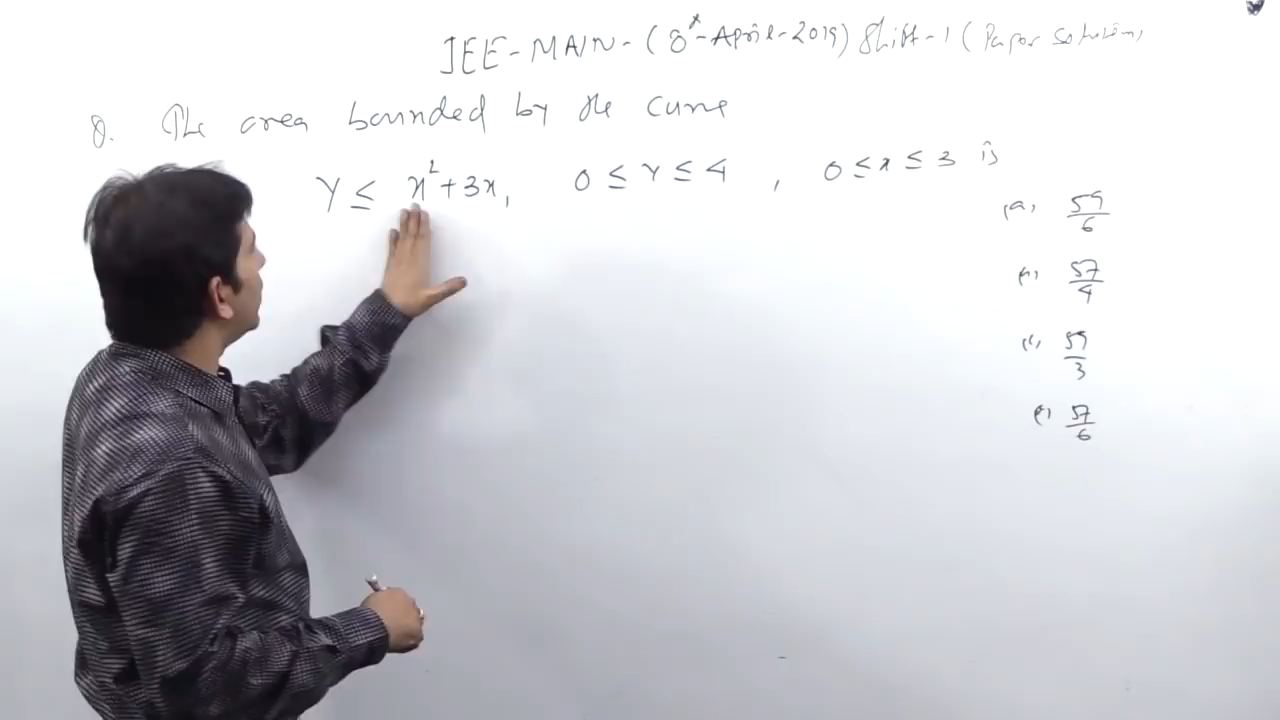 JEE-MAIN-(8th-April-2019) Shift-1 (Paper solution)
Q. The area bounded by the curve
Y ≤ x²+3x, 0 ≤ Y ≤ 4, 0 ≤ x ≤ 3 is
(a) 59/6
57/4
59/3
57/6